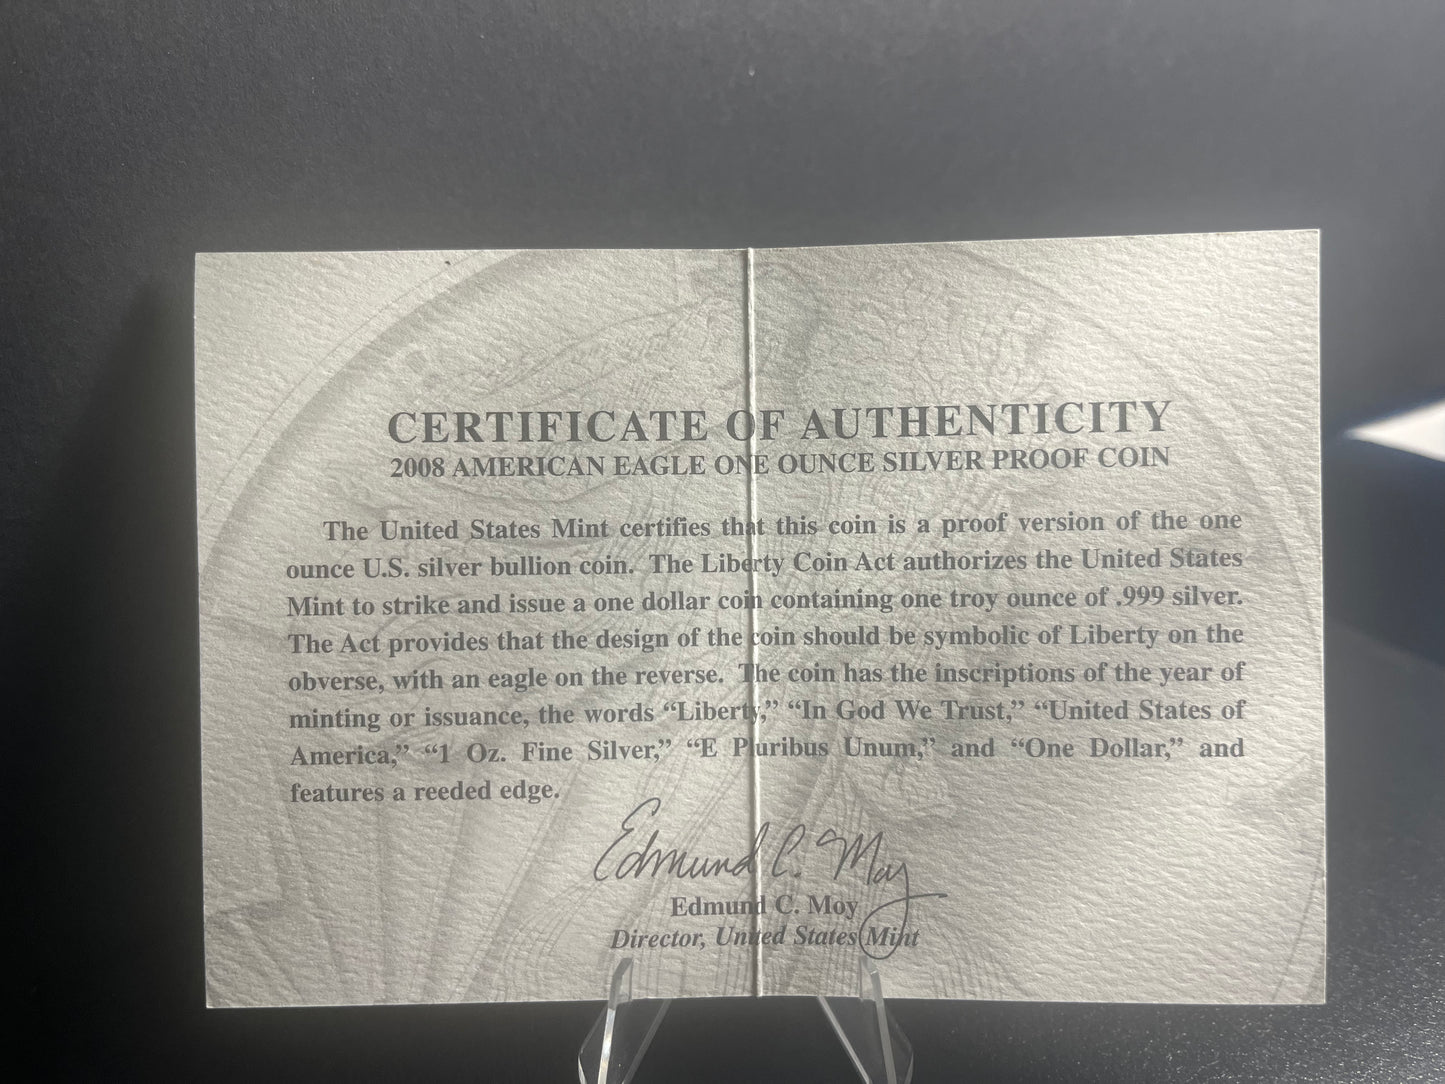 CERTIFICATE OF AUTHENTICITY
2008 AMERICAN EAGLE ONE OUNCE SILVER PROOF COIN
The United States Mint certifies that this coin is a proof version of the one
ounce U.S. silver bullion coin. The Liberty Coin Act authorizes the United States
Mint to strike and issue a one dollar coin containing one troy ounce of .999 silver.
The Act provides that the design of the coin should be symbolic of Liberty on the
obverse, with an eagle on the reverse. The coin has the inscriptions of the year of
minting or issuance, the words “Liberty,” “In God We Trust,” “United States of
America,” “1 Oz. Fine Silver,” “E Pluribus Unum,” and “One Dollar,” and
features a reeded edge.
Edmund C. Moy
Edmund C. Moy
Director, United States Mint